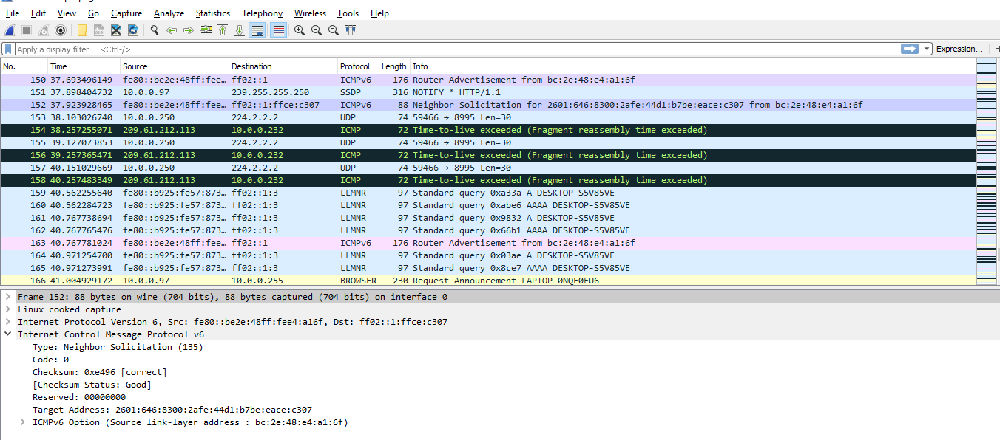 File Edit View Go Capture Analyze Statistics Telephony Wireless Tools Help
Apply a display filter ... <Ctrl-/> Expression... +
No. Time Source Destination Protocol Length Info
150 37.693496149 fe80::be2e:48ff:fee… ff02::1 ICMPv6 176 Router Advertisement from bc:2e:48:e4:a1:6f
151 37.898404732 10.0.0.97 239.255.255.250 SSDP 316 NOTIFY * HTTP/1.1
152 37.923928465 fe80::be2e:48ff:fee… ff02::1:ffce:c307 ICMPv6 88 Neighbor Solicitation for 2601:646:8300:2afe:44d1:b7be:eace:c307 from bc:2e:48:e4:a1:6f
153 38.103026740 10.0.0.250 224.2.2.2 UDP 74 59466 → 8995 Len=30
154 38.257255071 209.61.212.113 10.0.0.232 ICMP 72 Time-to-live exceeded (Fragment reassembly time exceeded)
155 39.127073853 10.0.0.250 224.2.2.2 UDP 74 59466 → 8995 Len=30
156 39.257365471 209.61.212.113 10.0.0.232 ICMP 72 Time-to-live exceeded (Fragment reassembly time exceeded)
157 40.151029669 10.0.0.250 224.2.2.2 UDP 74 59466 → 8995 Len=30
158 40.257483349 209.61.212.113 10.0.0.232 ICMP 72 Time-to-live exceeded (Fragment reassembly time exceeded)
159 40.562255640 fe80::b925:fe57:873… ff02::1:3 LLMNR 97 Standard query 0xa33a A DESKTOP-S5V85VE
160 40.562284723 fe80::b925:fe57:873… ff02::1:3 LLMNR 97 Standard query 0xabe6 AAAA DESKTOP-S5V85VE
161 40.767738694 fe80::b925:fe57:873… ff02::1:3 LLMNR 97 Standard query 0x9832 A DESKTOP-S5V85VE
162 40.767765476 fe80::b925:fe57:873… ff02::1:3 LLMNR 97 Standard query 0x66b1 AAAA DESKTOP-S5V85VE
163 40.767781024 fe80::be2e:48ff:fee… ff02::1 ICMPv6 176 Router Advertisement from bc:2e:48:e4:a1:6f
164 40.971254700 fe80::b925:fe57:873… ff02::1:3 LLMNR 97 Standard query 0x03ae A DESKTOP-S5V85VE
165 40.971273991 fe80::b925:fe57:873… ff02::1:3 LLMNR 97 Standard query 0x8ce7 AAAA DESKTOP-S5V85VE
166 41.004929172 10.0.0.97 10.0.0.255 BROWSER 230 Request Announcement LAPTOP-0NQE0FU6
Frame 152: 88 bytes on wire (704 bits), 88 bytes captured (704 bits) on interface 0
Linux cooked capture
Internet Protocol Version 6, Src: fe80::be2e:48ff:fee4:a16f, Dst: ff02::1:ffce:c307
Internet Control Message Protocol v6
Type: Neighbor Solicitation (135)
Code: 0
Checksum: 0xe496 [correct]
[Checksum Status: Good]
Reserved: 00000000
Target Address: 2601:646:8300:2afe:44d1:b7be:eace:c307
ICMPv6 Option (Source link-layer address : bc:2e:48:e4:a1:6f)